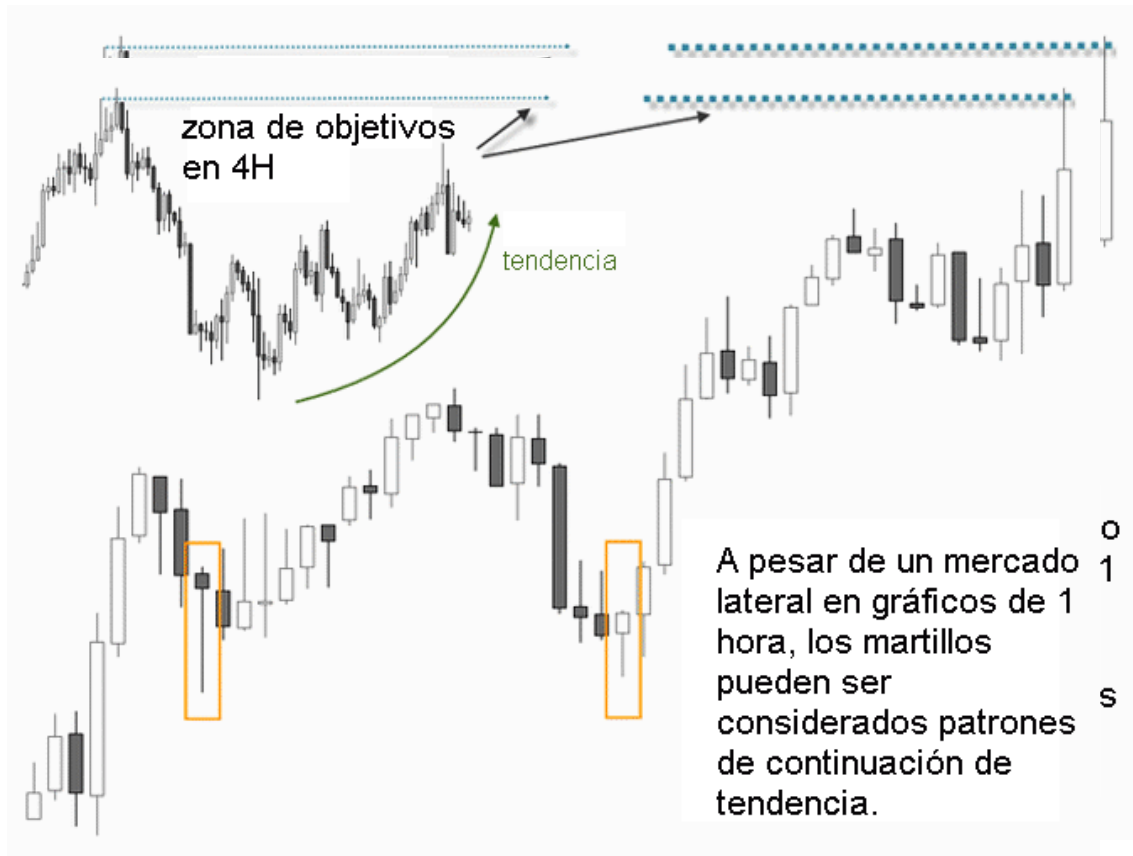 zona de objetivos
en 4H
tendencia
A pesar de un mercado
lateral en gráficos de 1
hora, los martillos
pueden ser
considerados patrones
de continuación de
tendencia.
o
1
s